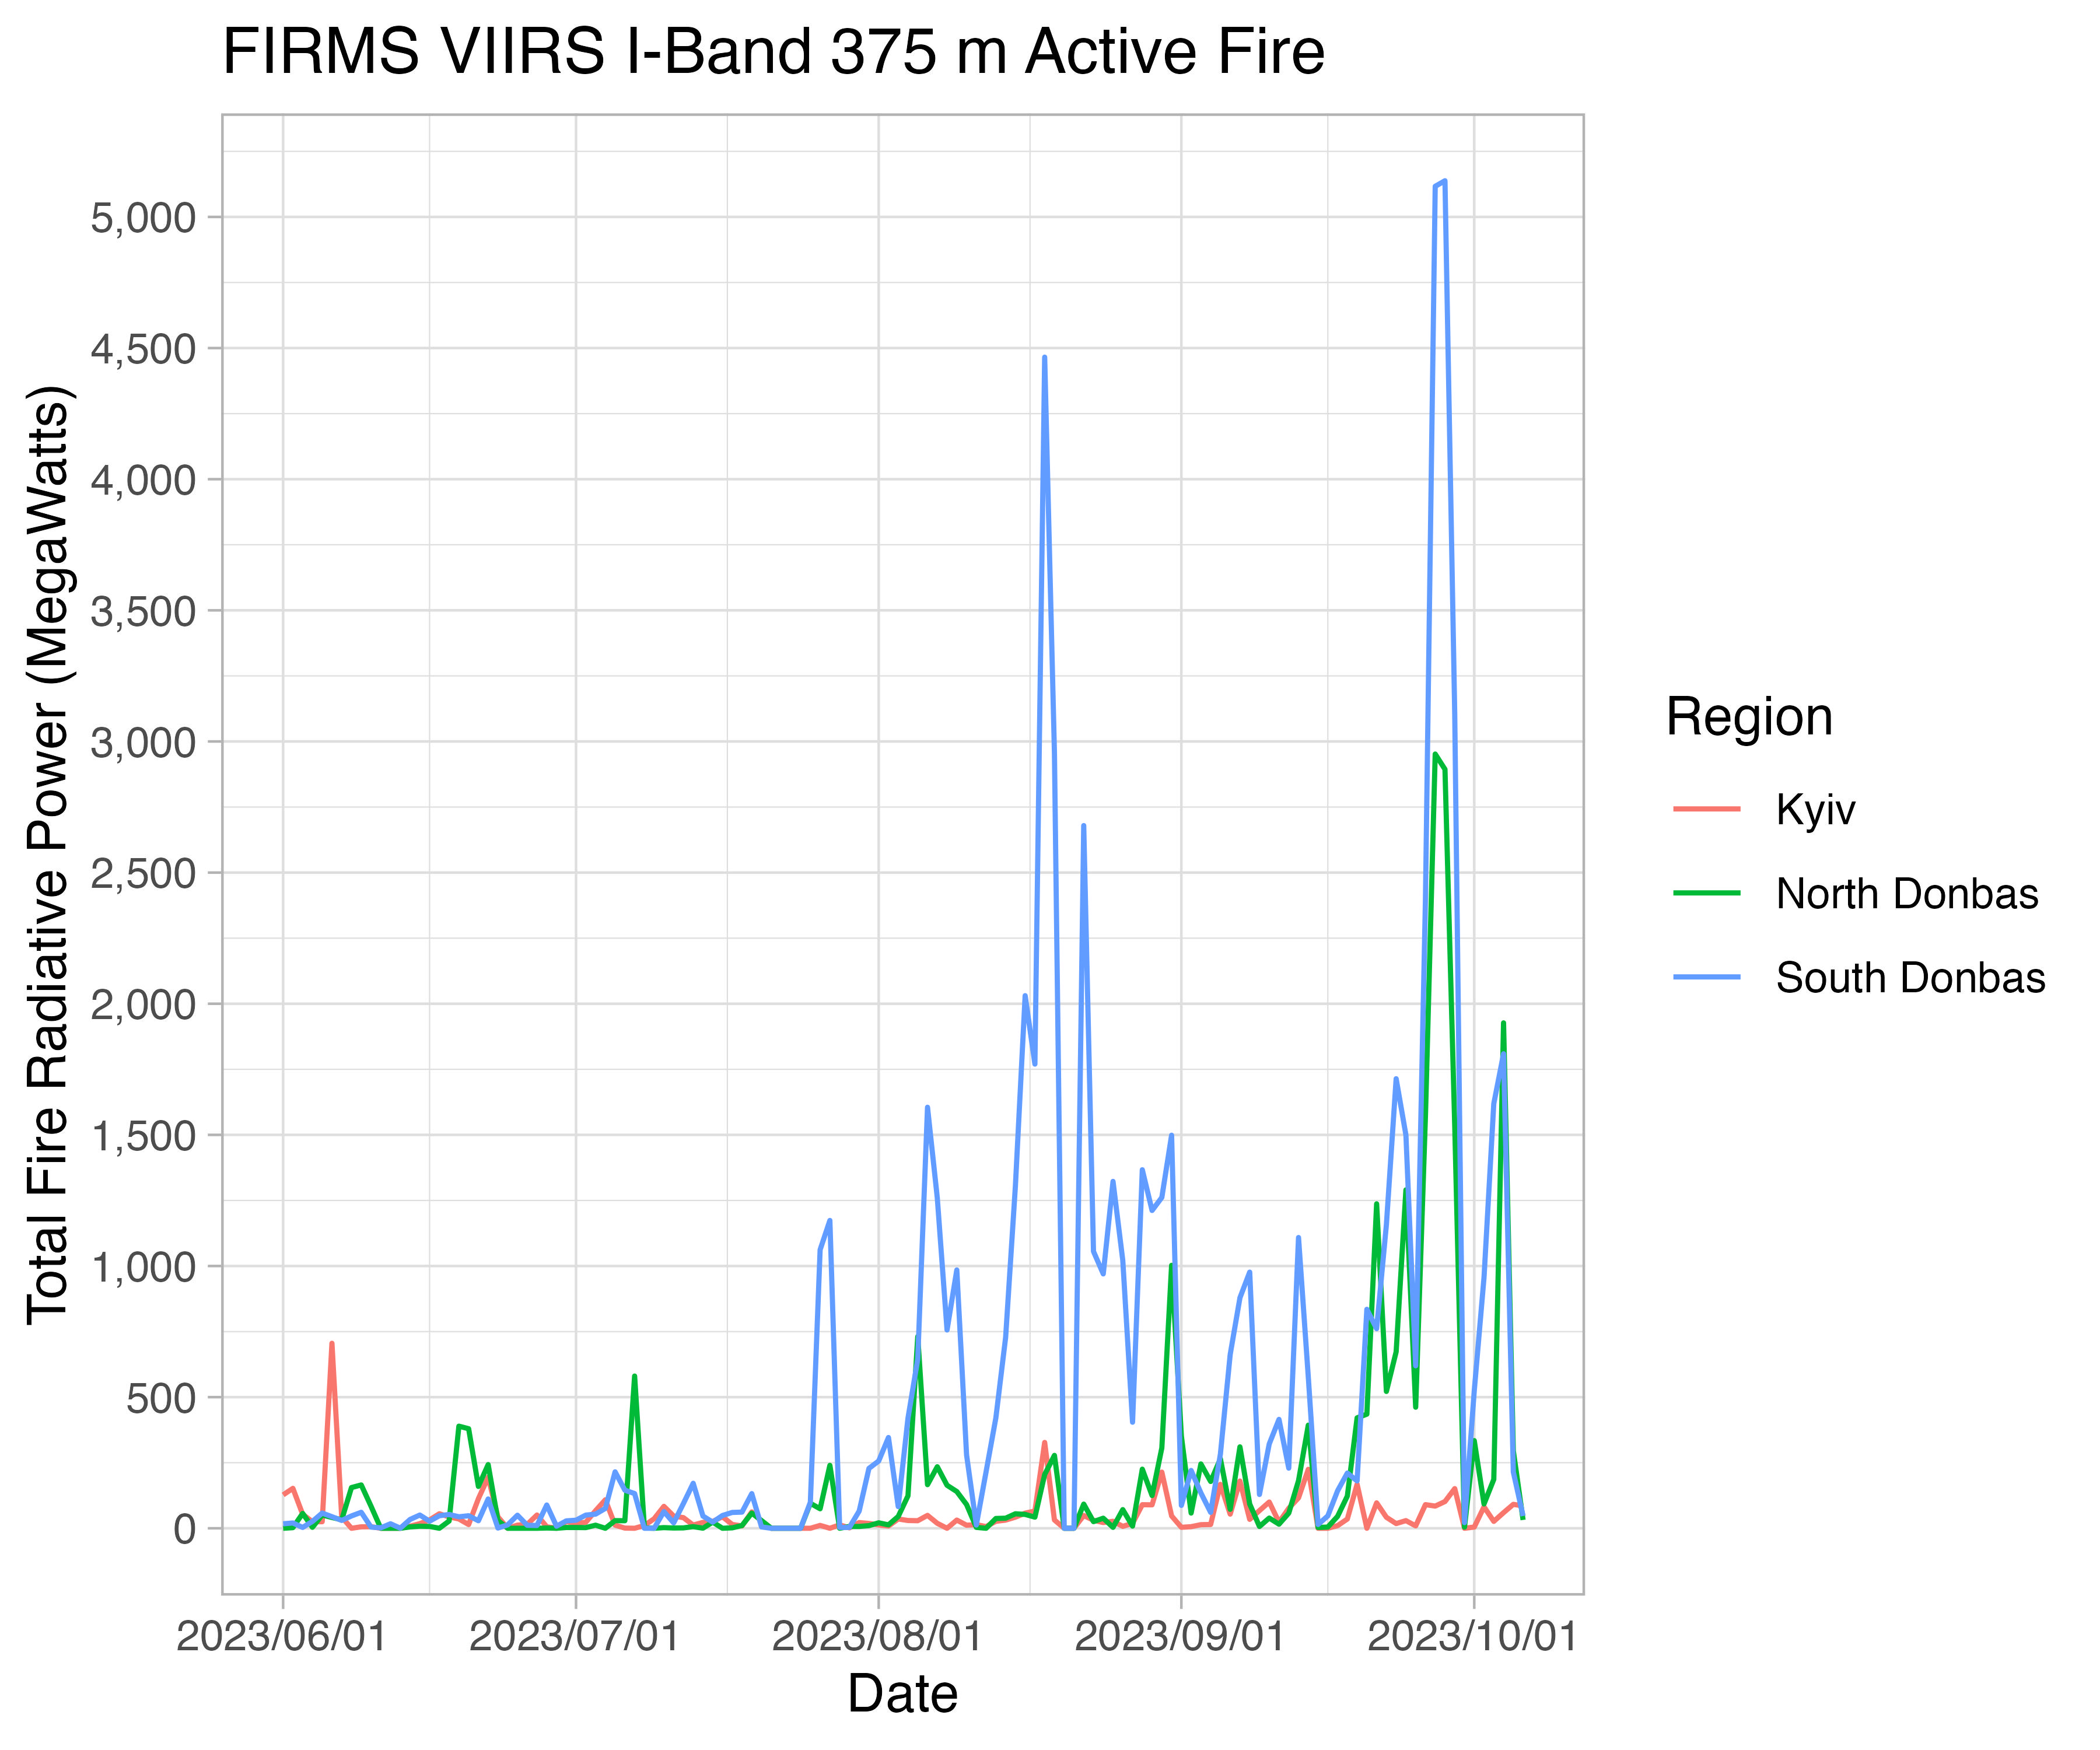 FIRMS VIIRS I-Band 375 m Active Fire
Total Fire Radiative Power (MegaWatts)
5,000
4,500
4,000
3,500
3,000
2,500
2,000
1,500
1,000
500
0
2023/06/01
2023/07/01
2023/08/01
2023/09/01
2023/10/01
Date
Region
Kyiv
North Donbas
South Donbas